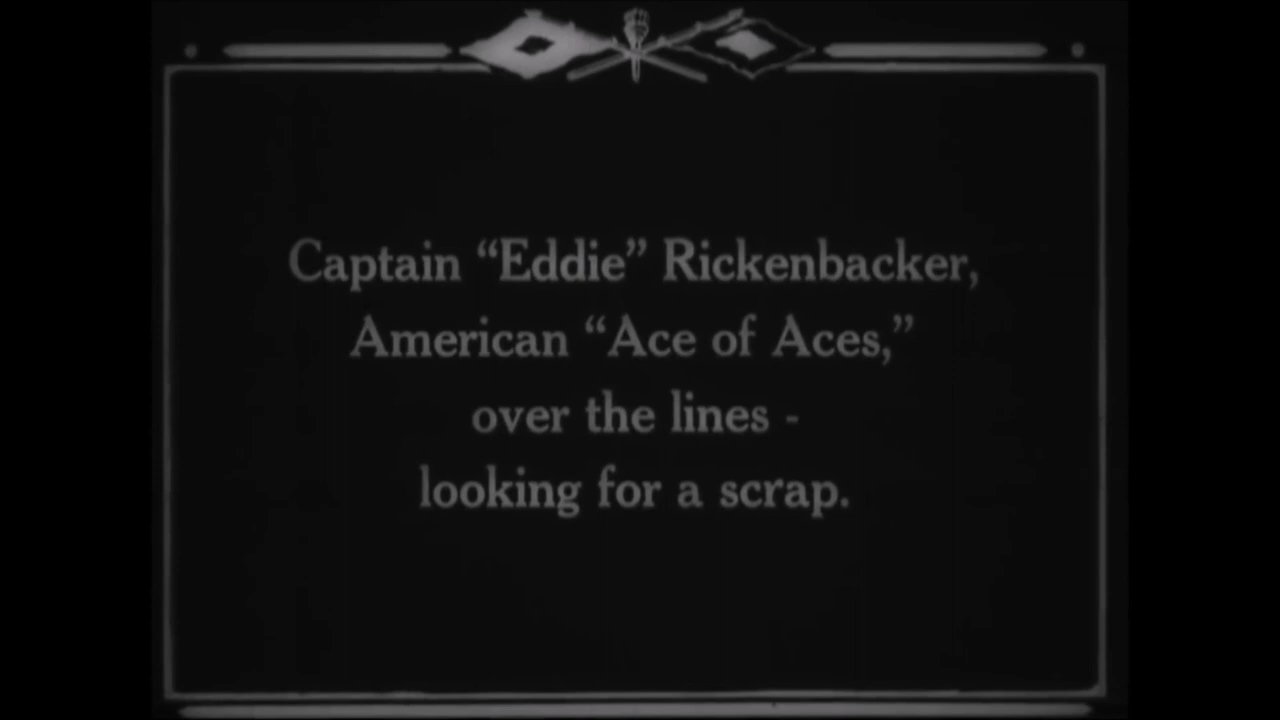 Captain “Eddie” Rickenbacker,
American “Ace of Aces,”
over the lines -
looking for a scrap.